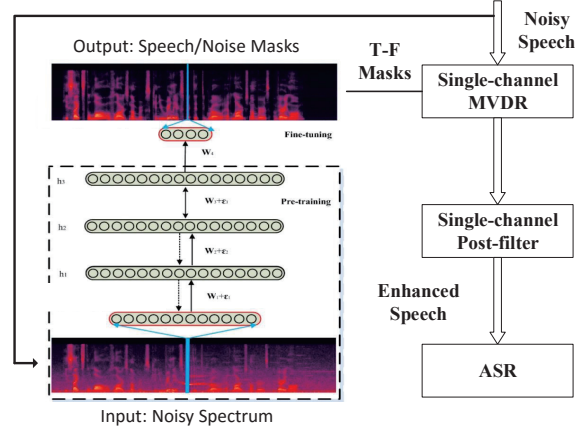 Output: Speech/Noise Masks
T-F
Masks
Noisy
Speech
Single-channel
MVDR
Fine-tuning
W₄
h₃
Pre-training
W₃+ε₃
h₂
W₂+ε₂
h₁
W₁+ε₁
Single-channel
Post-filter
Enhanced
Speech
ASR
Input: Noisy Spectrum